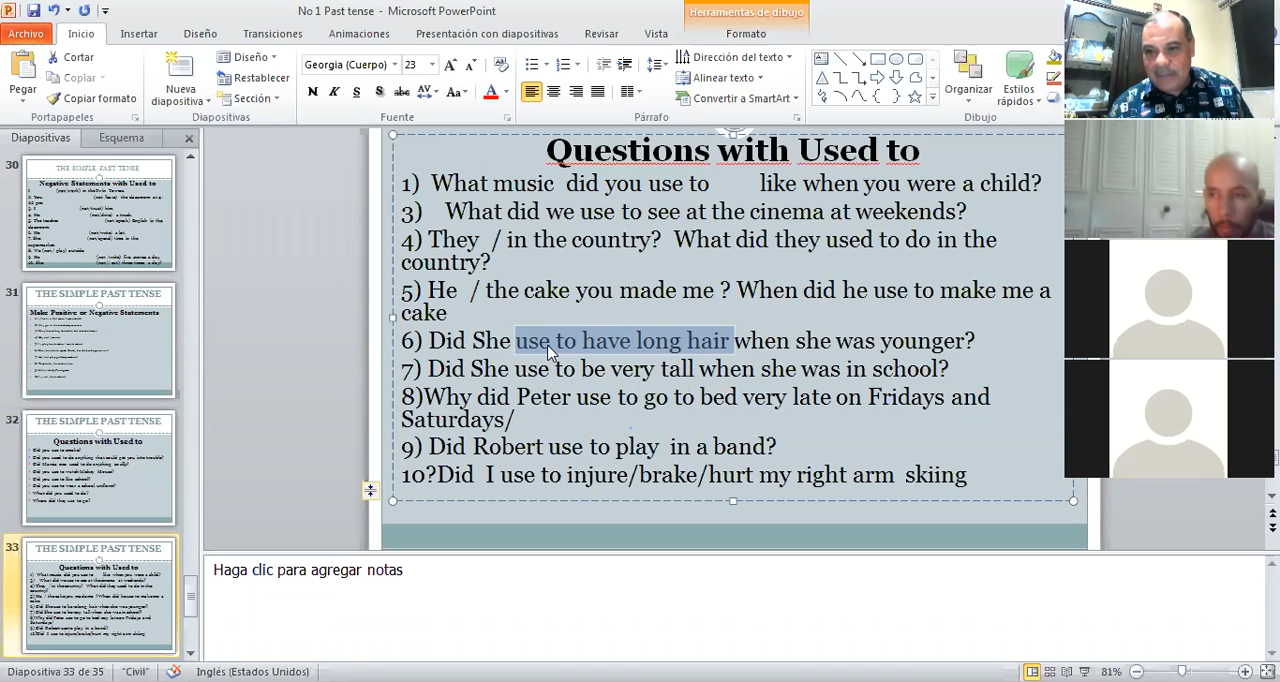 No 1 Past tense - Microsoft PowerPoint
Herramientas de dibujo
Archivo
Inicio
Insertar
Diseño
Transiciones
Animaciones
Presentación con diapositivas
Revisar
Vista
Formato
Cortar
Copiar
Copiar formato
Pegar
Portapapeles
Nueva diapositiva
Diseño
Restablecer
Sección
Diapositivas
Georgia (Cuerpo)
23
Fuente
Dirección del texto
Alinear texto
Convertir a SmartArt
Párrafo
Organizar
Estilos rápidos
Dibujo
Diapositivas
Esquema
30
THE SIMPLE PAST TENSE
Negative Statements with Used to
31
THE SIMPLE PAST TENSE
Make Positive or Negative Statements
32
Questions with Used to
33
THE SIMPLE PAST TENSE
Questions with Used to
Questions with Used to
1) What music did you use to like when you were a child?
3) What did we use to see at the cinema at weekends?
4) They / in the country? What did they used to do in the
country?
5) He / the cake you made me ? When did he use to make me a
cake
6) Did She use to have long hair when she was younger?
7) Did She use to be very tall when she was in school?
8)Why did Peter use to go to bed very late on Fridays and
Saturdays/
9) Did Robert use to play in a band?
10?Did I use to injure/brake/hurt my right arm skiing
Haga clic para agregar notas
Diapositiva 33 de 35
"Civil"
Inglés (Estados Unidos)
81%